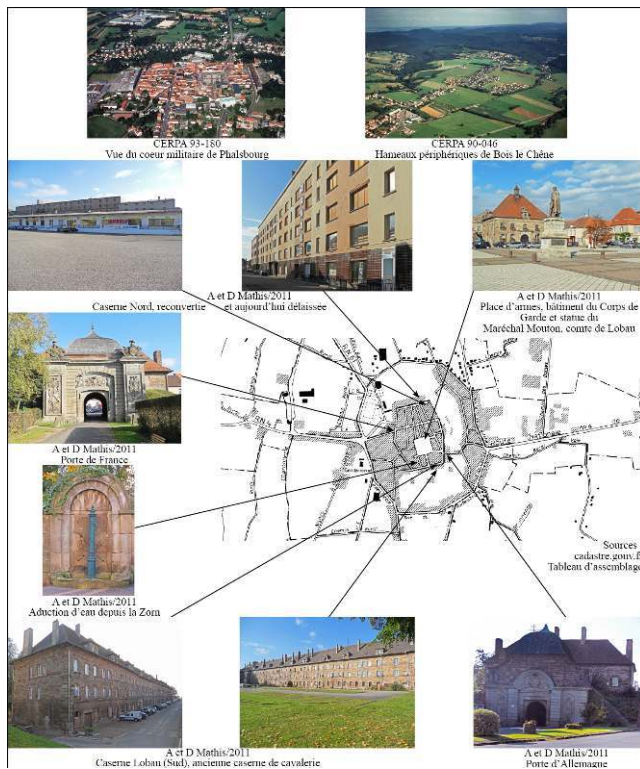 CERPA 93-180
Vue du coeur militaire de Phalsbourg
CERPA 90-046
Hameaux périphériques de Bois le Chêne
A et D Mathis/2011
Caserne Nord, reconvertie et aujourd'hui délaissée
A et D Mathis/2011
Place d'armes, bâtiment du Corps de
Garde et statue du
Maréchal Mouton, comte de Lobau
A et D Mathis/2011
Porte de France
A et D Mathis/2011
Aduction d'eau depuis la Zorn
Sources
cadastre.gouv.f
Tableau d'assemblage
A et D Mathis/2011
Caserne Lobau (Sud), ancienne caserne de cavalerie
A et D Mathis/2011
Porte d'Allemagne